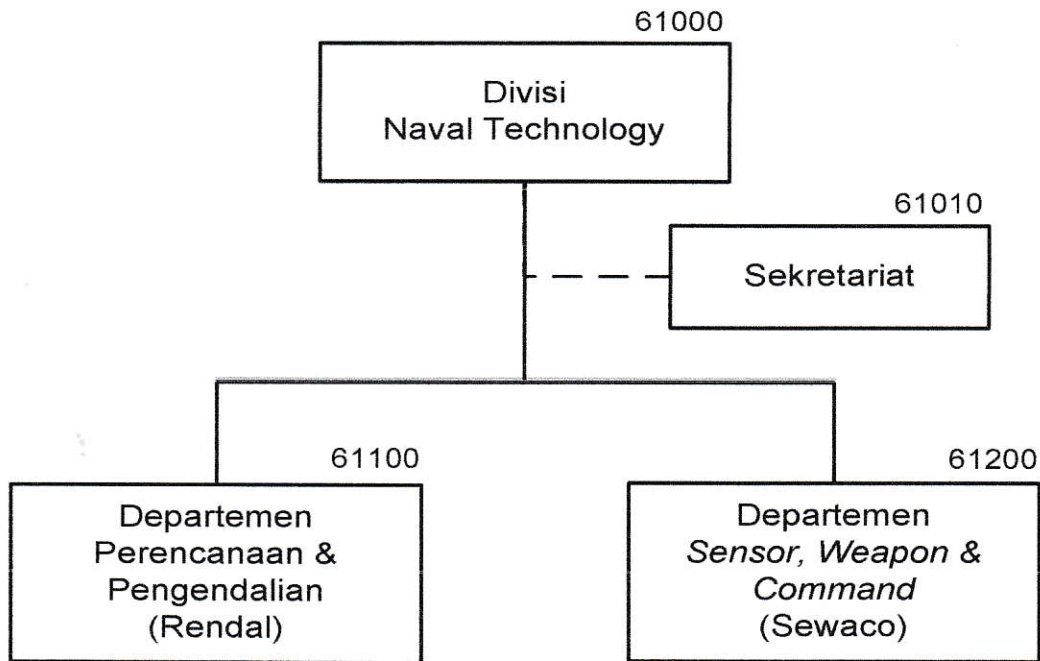 61000
Divisi
Naval Technology
61010
Sekretariat
61100
Departemen
Perencanaan &
Pengendalian
(Rendal)
61200
Departemen
Sensor, Weapon &
Command
(Sewaco)